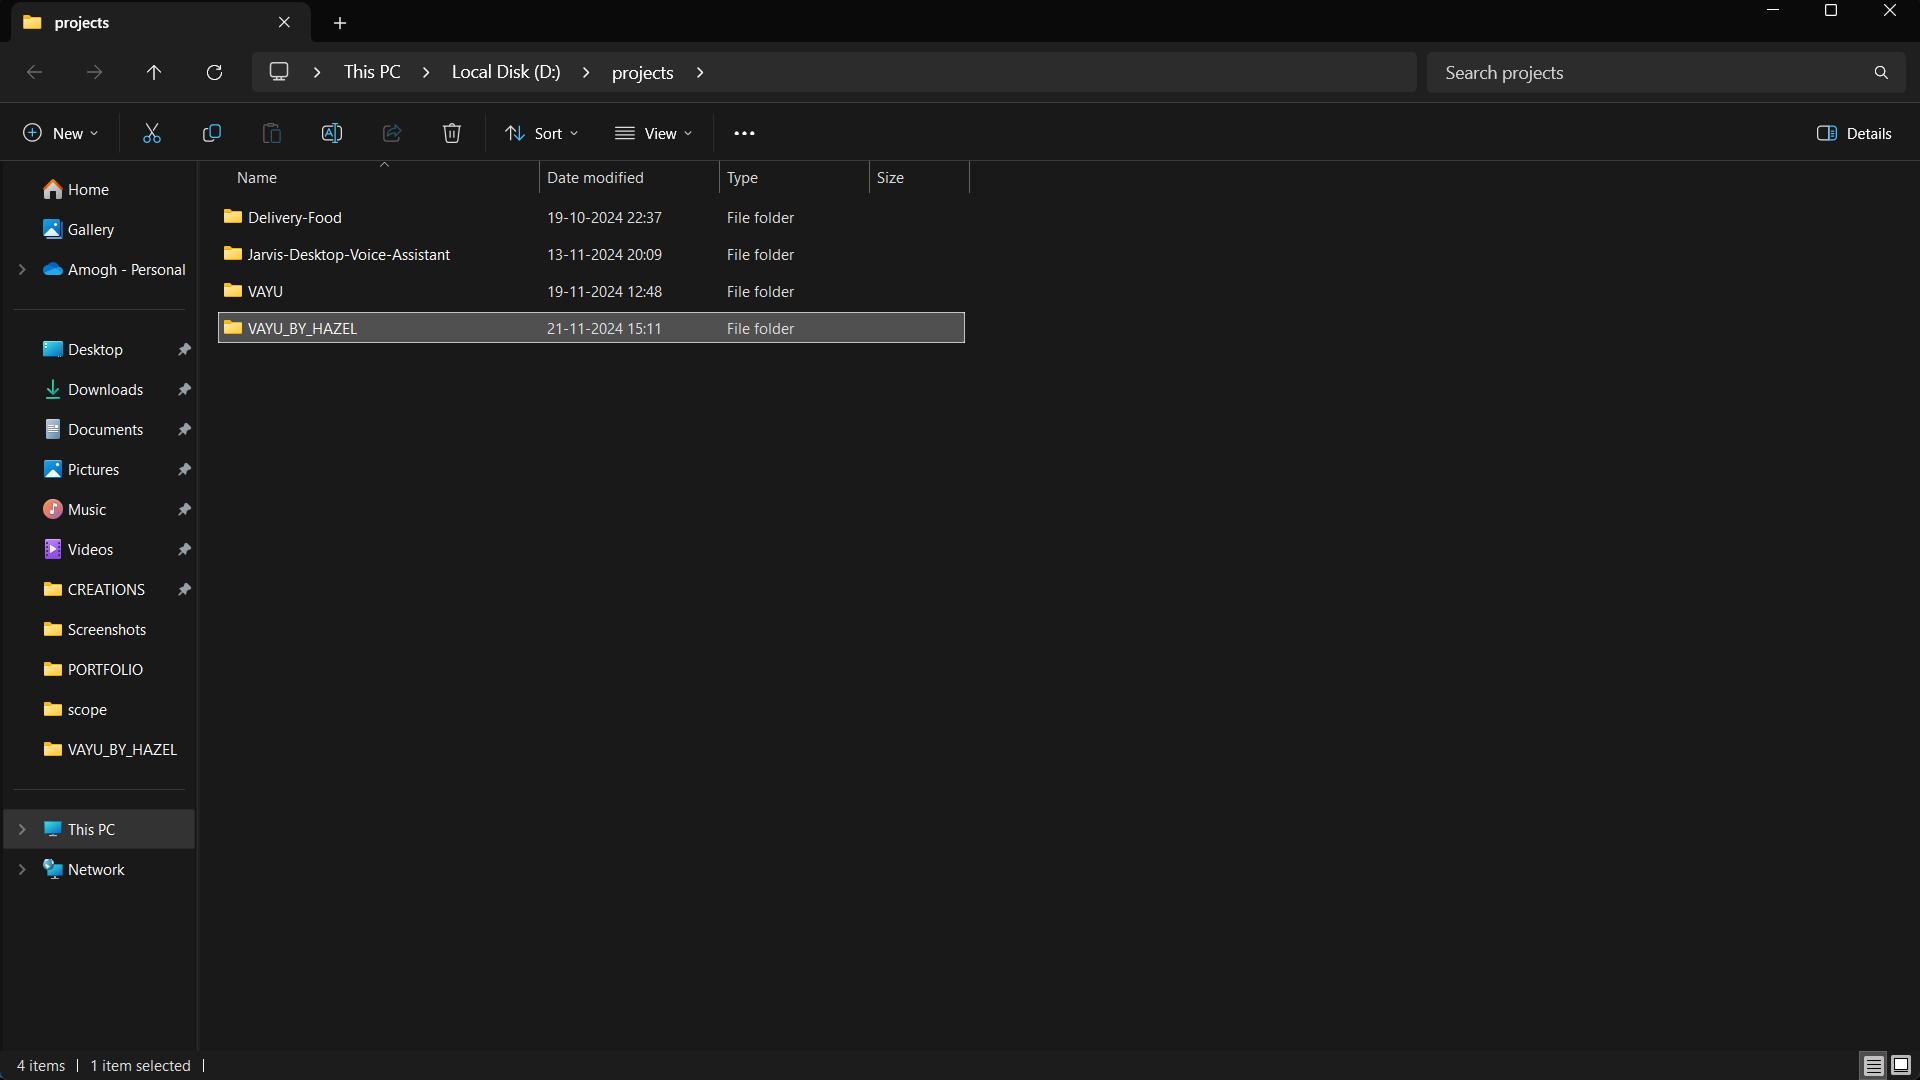 projects
This PC
Local Disk (D:)
projects
Search projects
New
Sort
View
Details
Name
Date modified
Type
Size
Home
Gallery
Amogh - Personal
Desktop
Downloads
Documents
Pictures
Music
Videos
CREATIONS
Screenshots
PORTFOLIO
scope
VAYU_BY_HAZEL
This PC
Network
Delivery-Food 19-10-2024 22:37 File folder
Jarvis-Desktop-Voice-Assistant 13-11-2024 20:09 File folder
VAYU 19-11-2024 12:48 File folder
VAYU_BY_HAZEL 21-11-2024 15:11 File folder
4 items
1 item selected